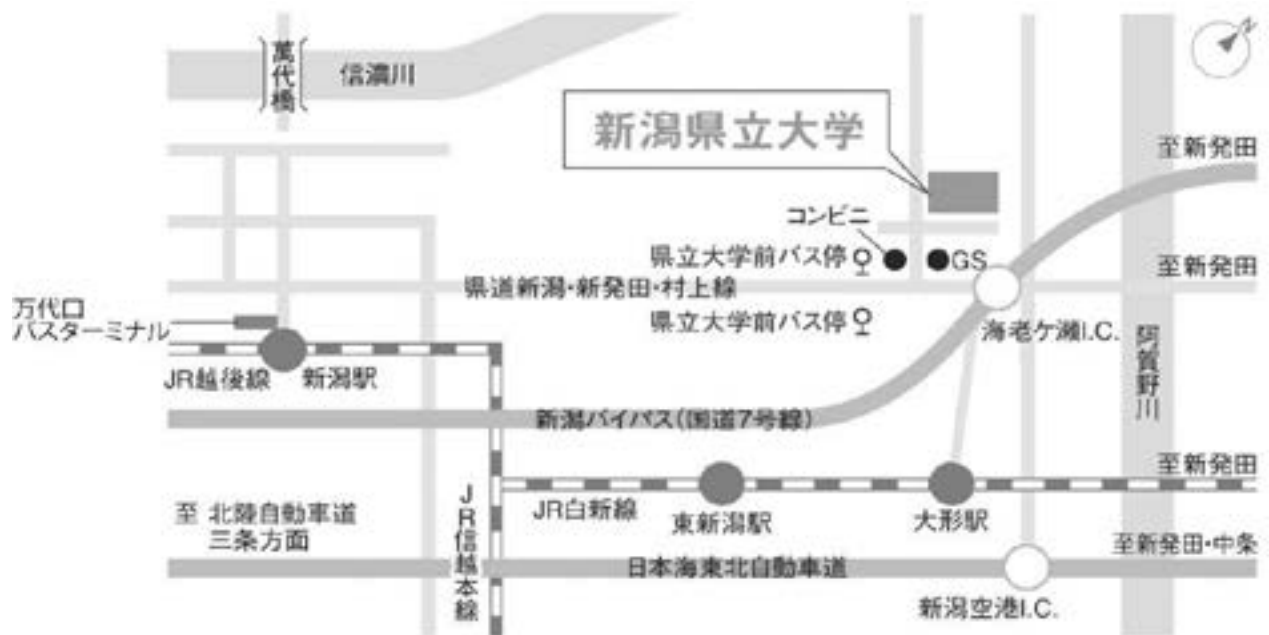 萬代橋
信濃川
新潟県立大学
至新発田
コンビニ
県立大学前バス停
GS
至新発田
県道新潟・新発田・村上線
万代口
バスターミナル
県立大学前バス停
海老ケ瀬I.C.
阿賀野川
JR越後線
新潟駅
新潟バイパス(国道7号線)
至新発田
JR白新線
東新潟駅
大形駅
JR信越本線
至 北陸自動車道
三条方面
日本海東北自動車道
至新発田・中条
新潟空港I.C.
N